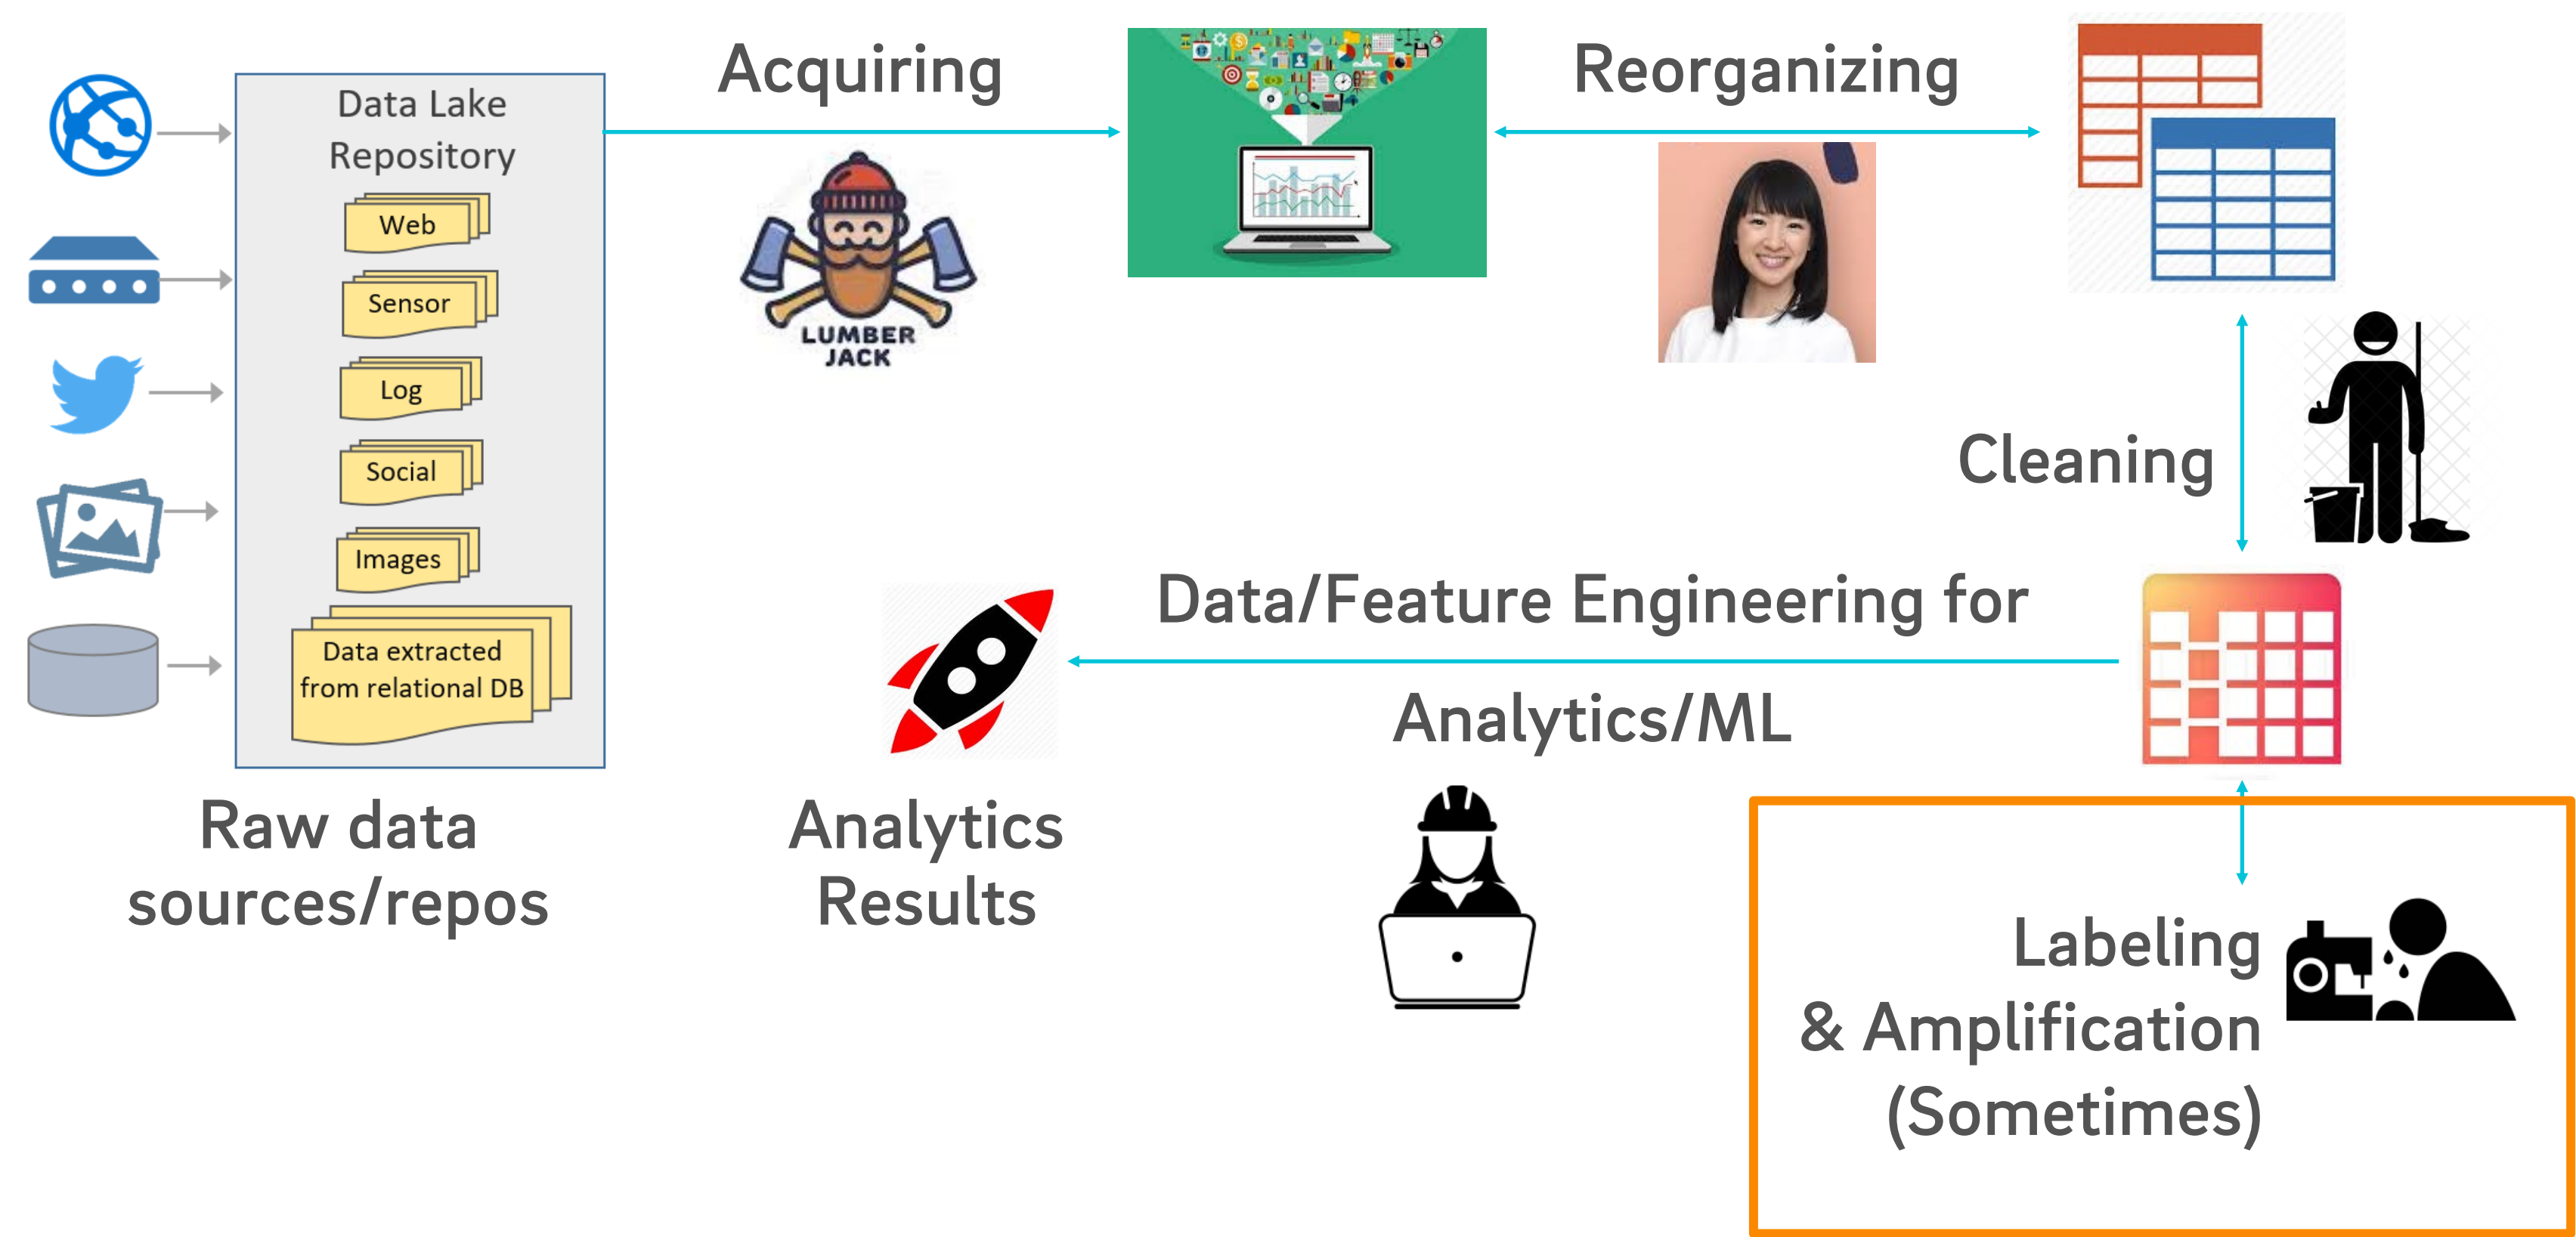 Data Lake
Repository
Web
Sensor
Log
Social
Images
Data extracted
from relational DB
Raw data
sources/repos
Acquiring
LUMBER
JACK
Reorganizing
Cleaning
Data/Feature Engineering for
Analytics/ML
Analytics
Results
Labeling
& Amplification
(Sometimes)